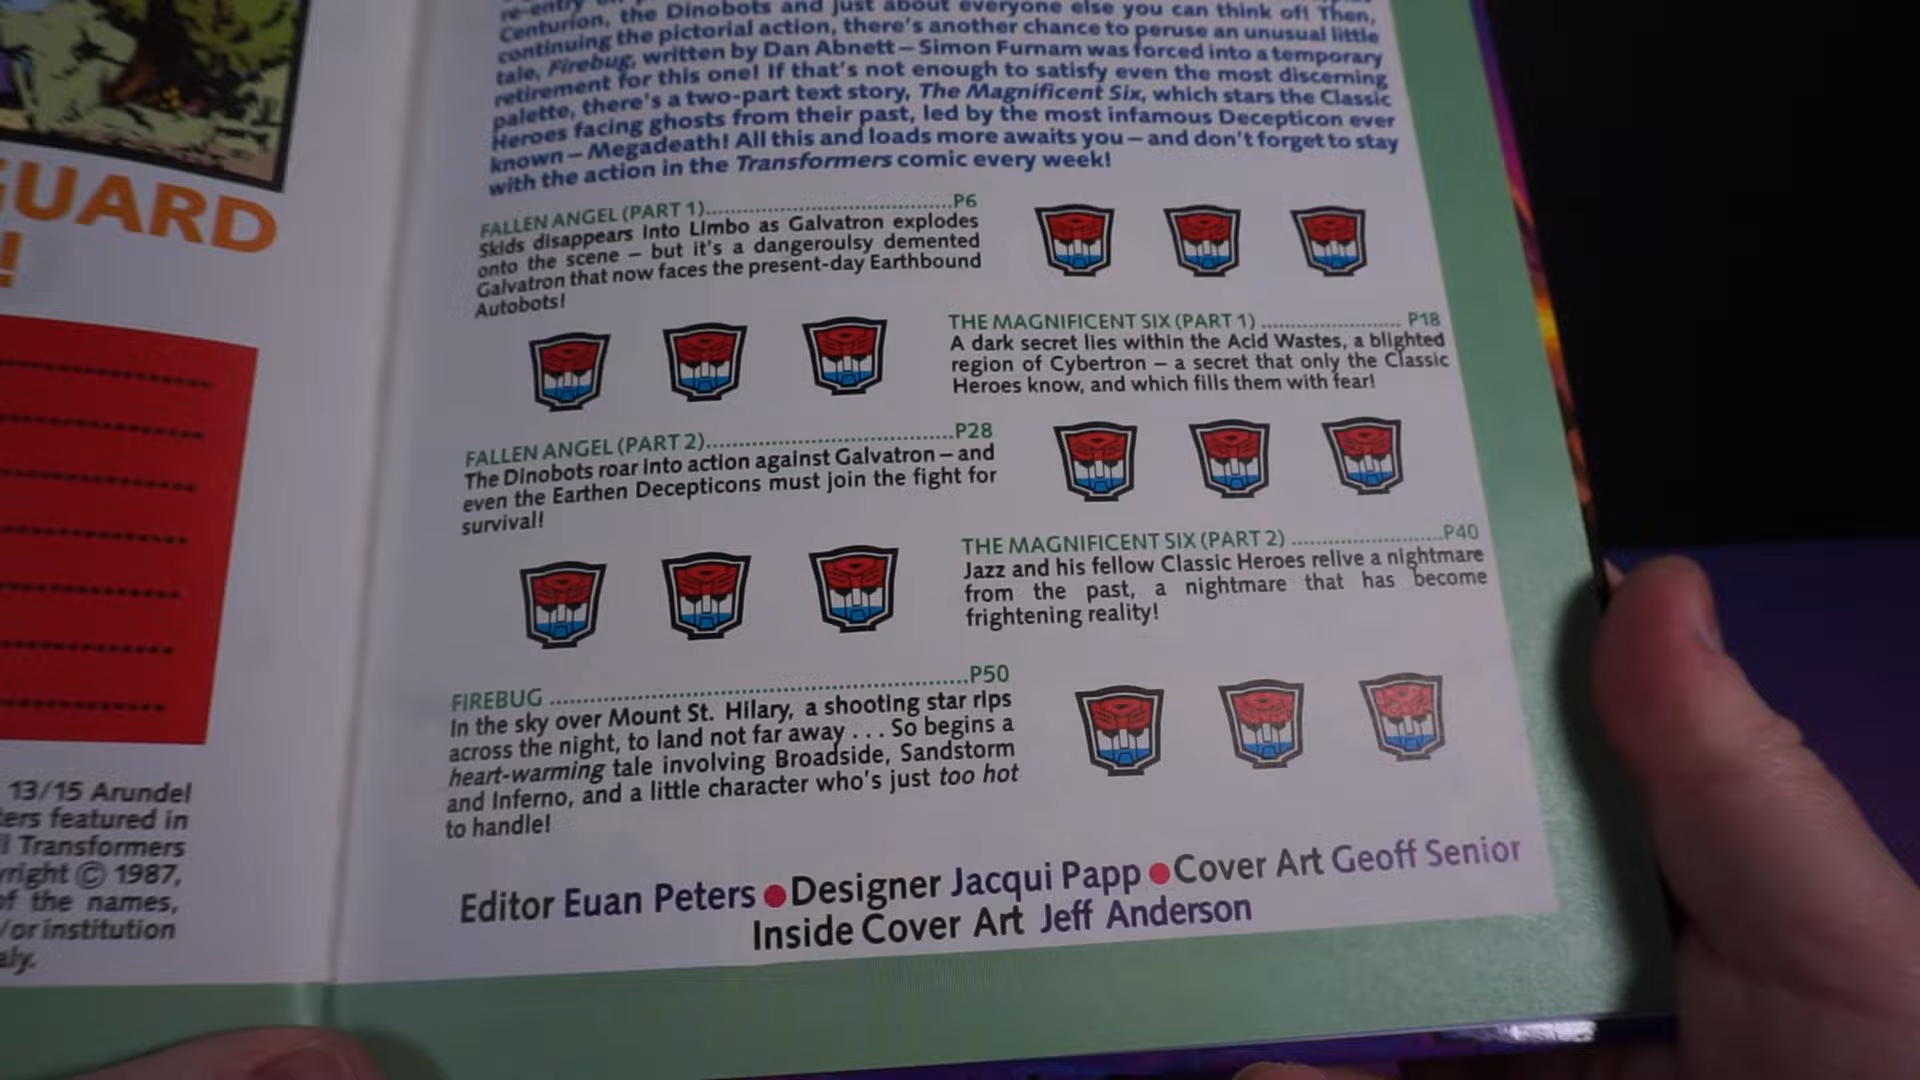 re-entry
Centurion, the Dinobots and just about everyone else you can think of! Then,
continuing the pictorial action, there's another chance to peruse an unusual little
tale, Firebug, written by Dan Abnett – Simon Furnam was forced into a temporary
retirement for this one! If that's not enough to satisfy even the most discerning
palette, there's a two-part text story, The Magnificent Six, which stars the Classic
Heroes facing ghosts from their past, led by the most infamous Decepticon ever
known – Megadeath! All this and loads more awaits you – and don't forget to stay
with the action in the Transformers comic every week!
FALLEN ANGEL (PART 1)..........P6
Skids disappears into Limbo as Galvatron explodes
onto the scene – but it's a dangeroulsy demented
Galvatron that now faces the present-day Earthbound
Autobots!
THE MAGNIFICENT SIX (PART 1) .......... P18
A dark secret lies within the Acid Wastes, a blighted
region of Cybertron – a secret that only the Classic
Heroes know, and which fills them with fear!
FALLEN ANGEL (PART 2)..........P28
The Dinobots roar into action against Galvatron – and
even the Earthen Decepticons must join the fight for
survival!
THE MAGNIFICENT SIX (PART 2) ..........P40
Jazz and his fellow Classic Heroes relive a nightmare
from the past, a nightmare that has become
frightening reality!
FIREBUG ..........P50
In the sky over Mount St. Hilary, a shooting star rips
across the night, to land not far away . . . So begins a
heart-warming tale involving Broadside, Sandstorm
and Inferno, and a little character who's just too hot
to handle!
Editor Euan Peters ● Designer Jacqui Papp ● Cover Art Geoff Senior
Inside Cover Art Jeff Anderson
GUARD
!
13/15 Arundel
featured in
Transformers
© 1987,
of the names,
/or institution